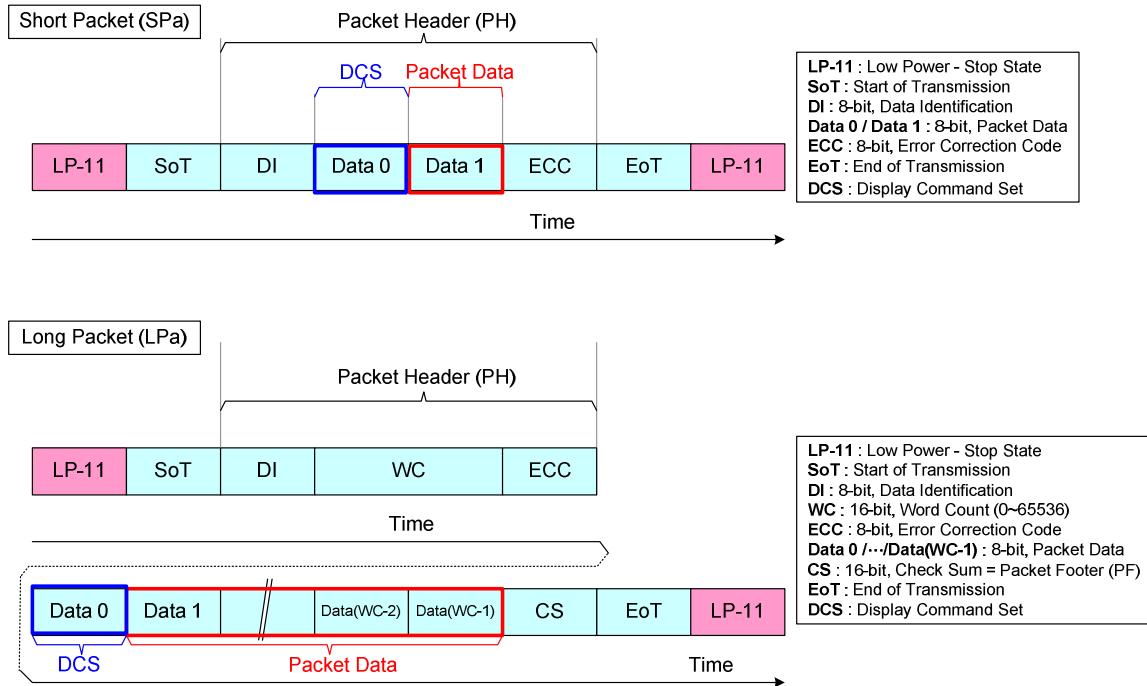 Short Packet (SPa)
Packet Header (PH)
DCS
Packet Data
LP-11
SoT
DI
Data 0
Data 1
ECC
EoT
LP-11
Time
LP-11 : Low Power - Stop State
SoT : Start of Transmission
DI : 8-bit, Data Identification
Data 0 / Data 1 : 8-bit, Packet Data
ECC : 8-bit, Error Correction Code
EoT : End of Transmission
DCS : Display Command Set
Long Packet (LPa)
Packet Header (PH)
LP-11
SoT
DI
WC
ECC
Time
Data 0
Data 1
Data(WC-2)
Data(WC-1)
CS
EoT
LP-11
DCS
Packet Data
Time
LP-11 : Low Power - Stop State
SoT : Start of Transmission
DI : 8-bit, Data Identification
WC : 16-bit, Word Count (0~65536)
ECC : 8-bit, Error Correction Code
Data 0 /⋯/Data(WC-1) : 8-bit, Packet Data
CS : 16-bit, Check Sum = Packet Footer (PF)
EoT : End of Transmission
DCS : Display Command Set